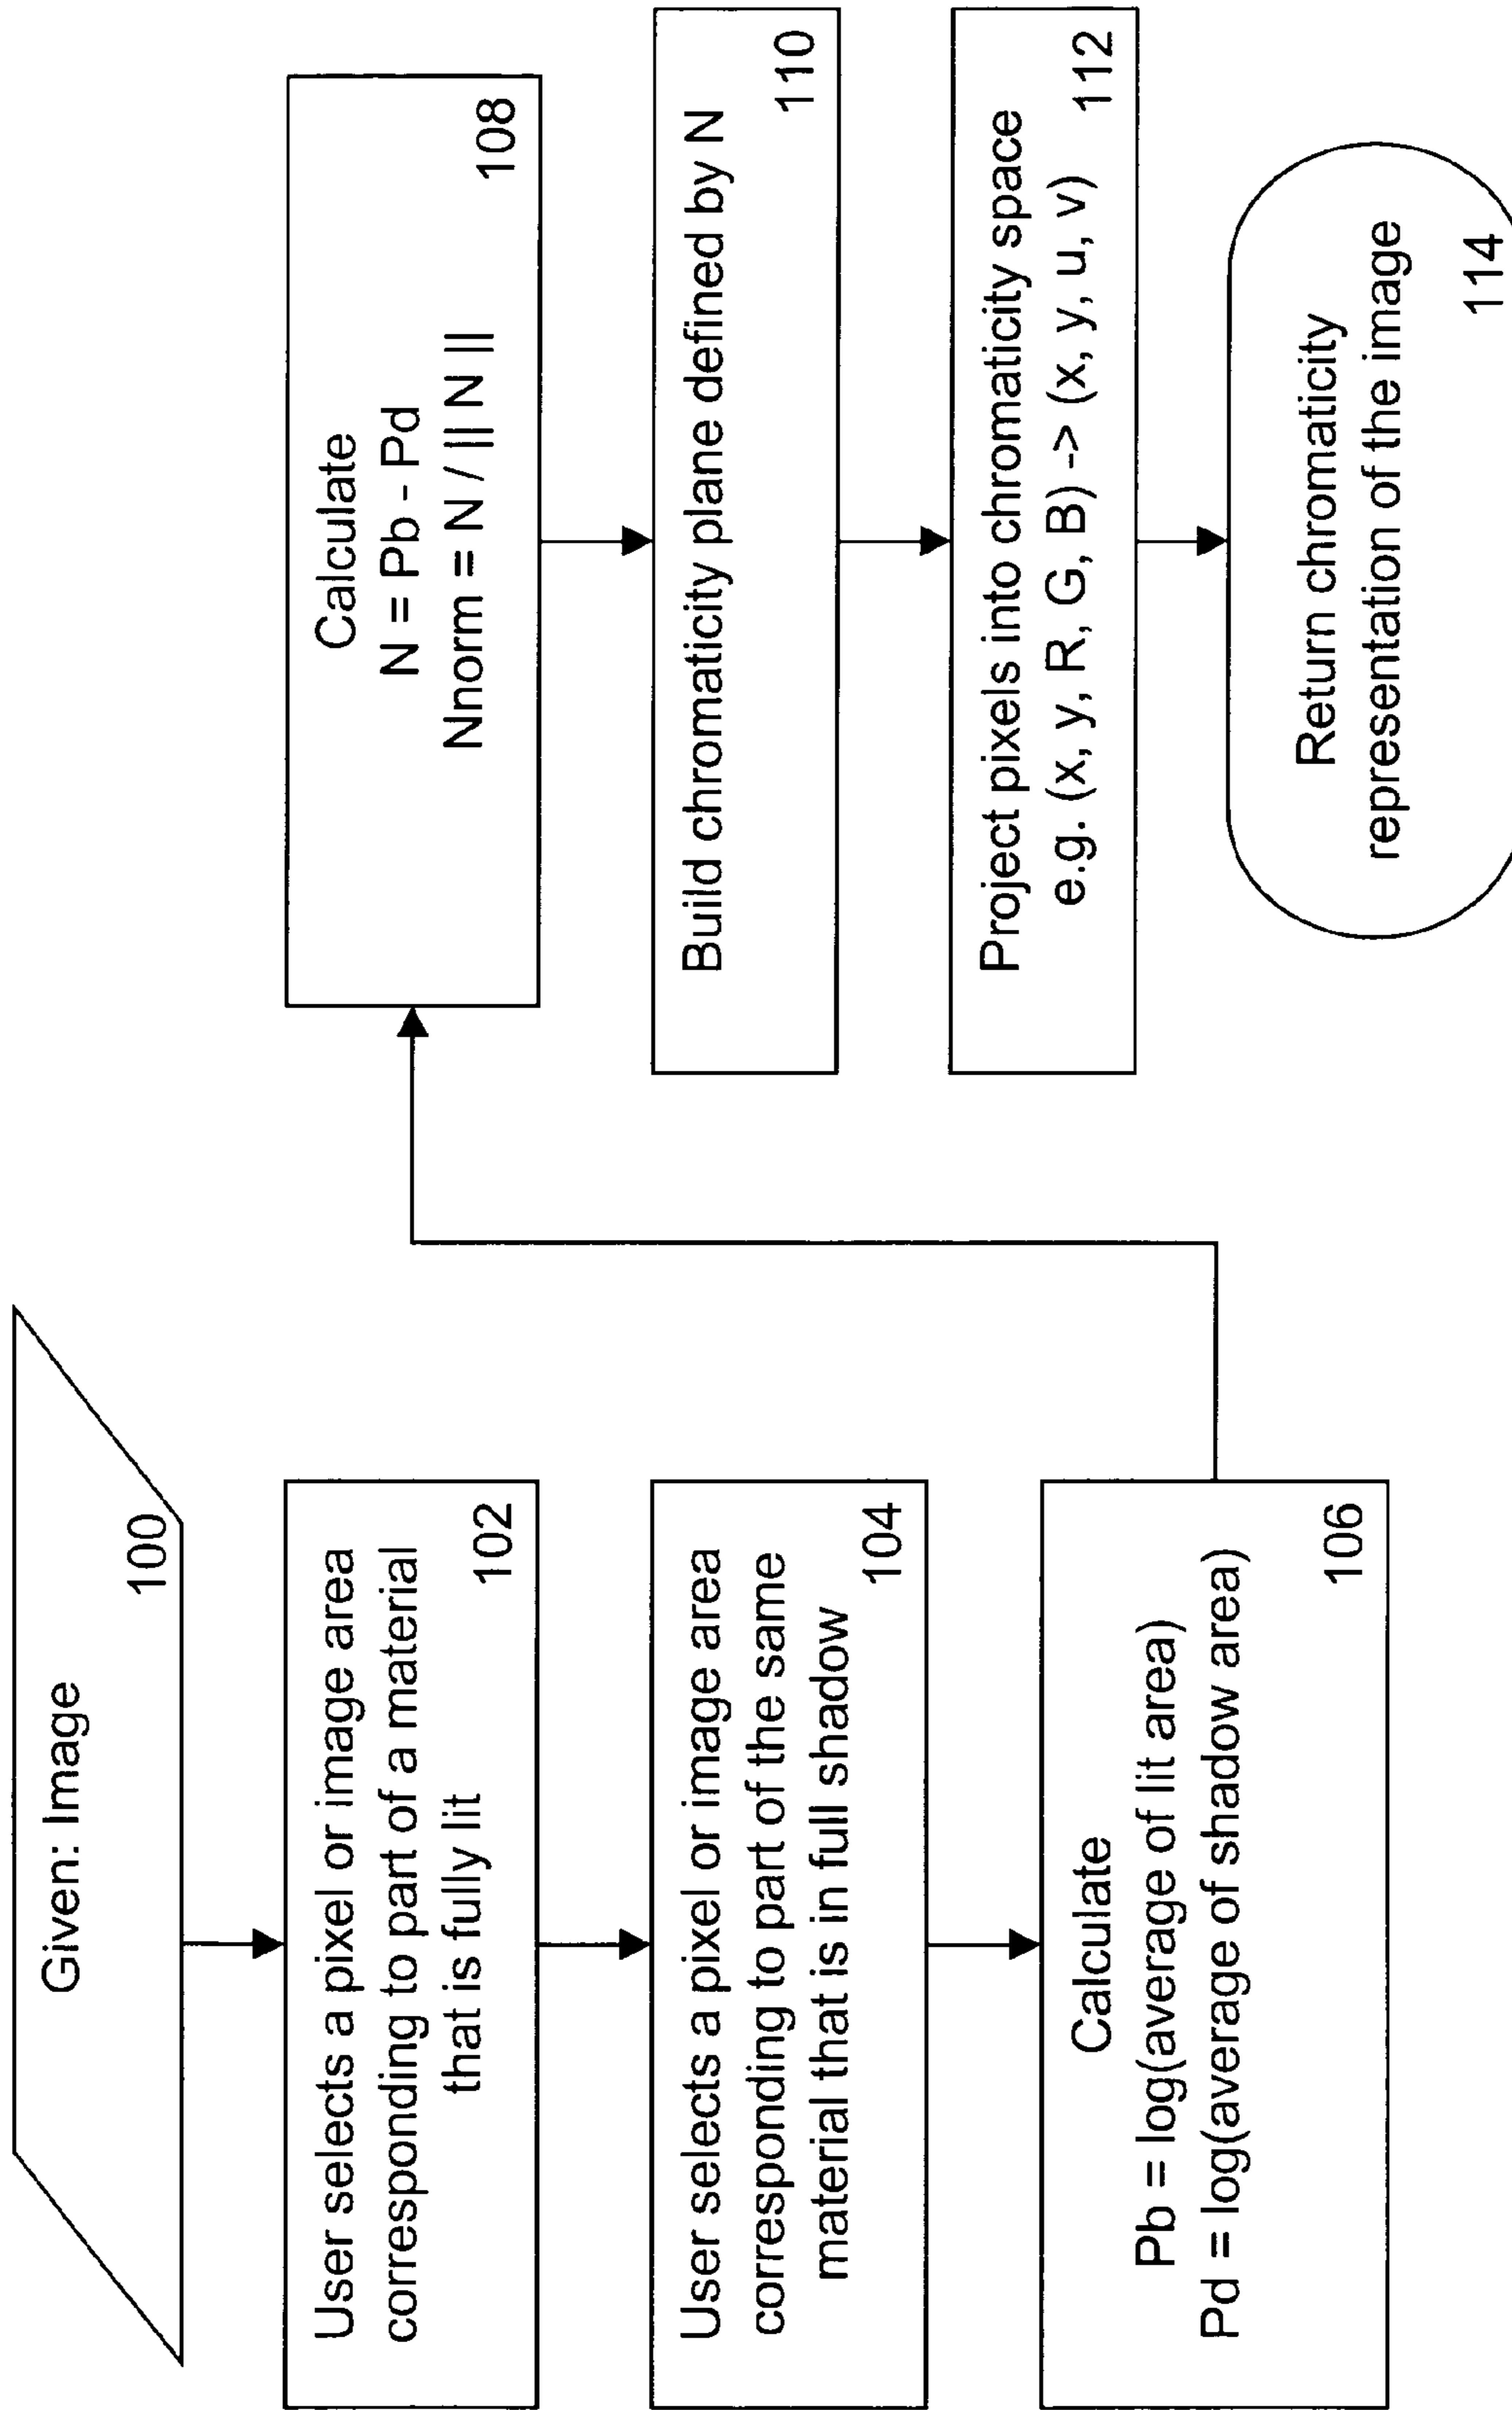 Given: Image
100
User selects a pixel or image area
corresponding to part of a material
that is fully lit
102
User selects a pixel or image area
corresponding to part of the same
material that is in full shadow
104
Calculate
Pb = log(average of lit area)
Pd = log(average of shadow area)
106
Calculate
N = Pb - Pd
Nnorm = N / || N ||
108
Build chromaticity plane defined by N
110
Project pixels into chromaticity space
e.g. (x, y, R, G, B) -> (x, y, u, v)
112
Return chromaticity
representation of the image
114